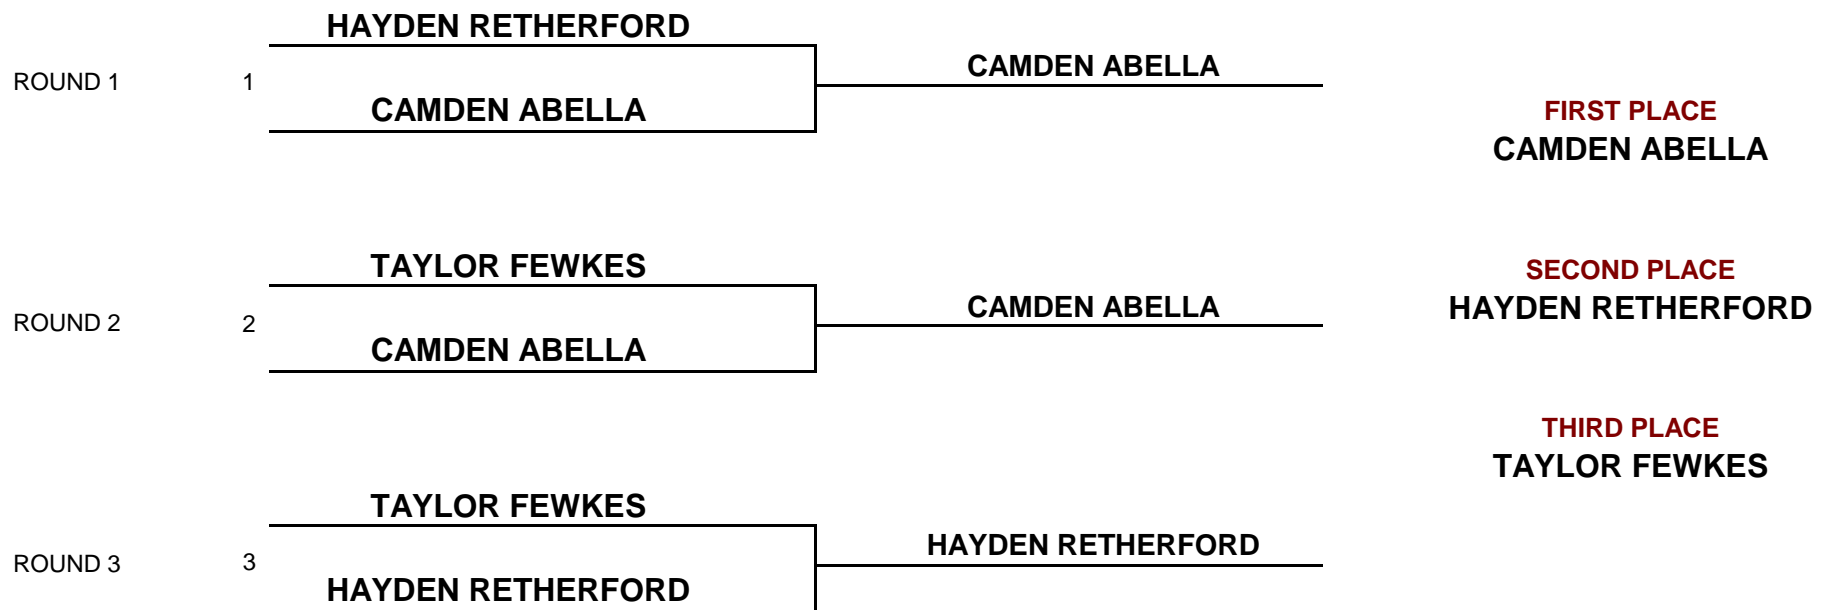 HAYDEN RETHERFORD
ROUND 1
1
CAMDEN ABELLA
CAMDEN ABELLA
FIRST PLACE
CAMDEN ABELLA
TAYLOR FEWKES
ROUND 2
2
CAMDEN ABELLA
CAMDEN ABELLA
SECOND PLACE
HAYDEN RETHERFORD
THIRD PLACE
TAYLOR FEWKES
TAYLOR FEWKES
ROUND 3
3
HAYDEN RETHERFORD
HAYDEN RETHERFORD